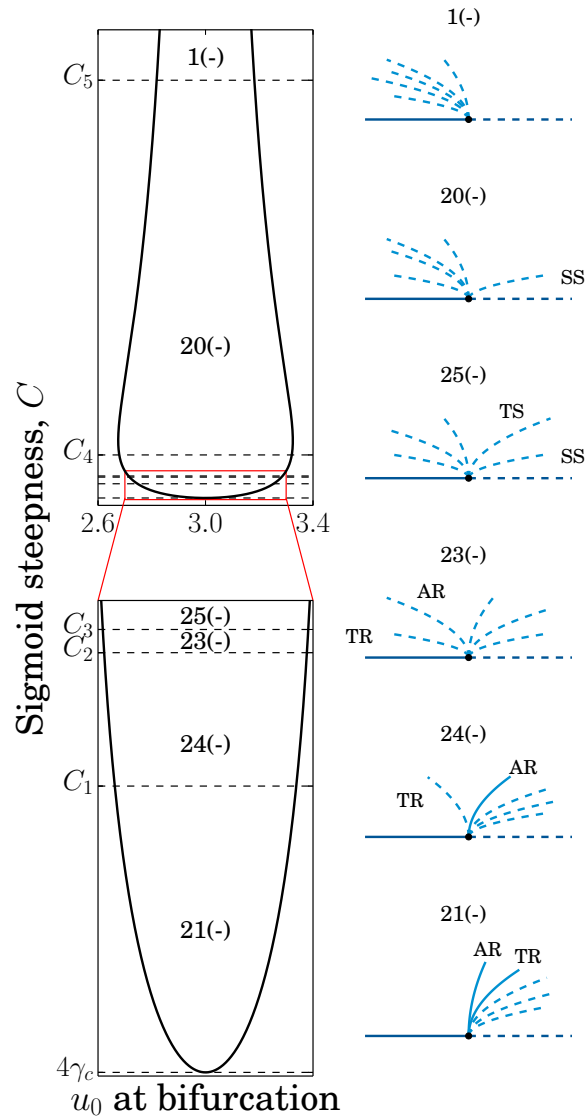 1(-)
C₅
20(-)
C₄
2.6 3.0 3.4
25(-)
C₃
23(-)
C₂
24(-)
C₁
21(-)
4γ_c
u₀ at bifurcation
Sigmoid steepness, C
1(-)
20(-)
SS
25(-)
TS
SS
23(-)
AR
TR
24(-)
AR
TR
21(-)
AR
TR